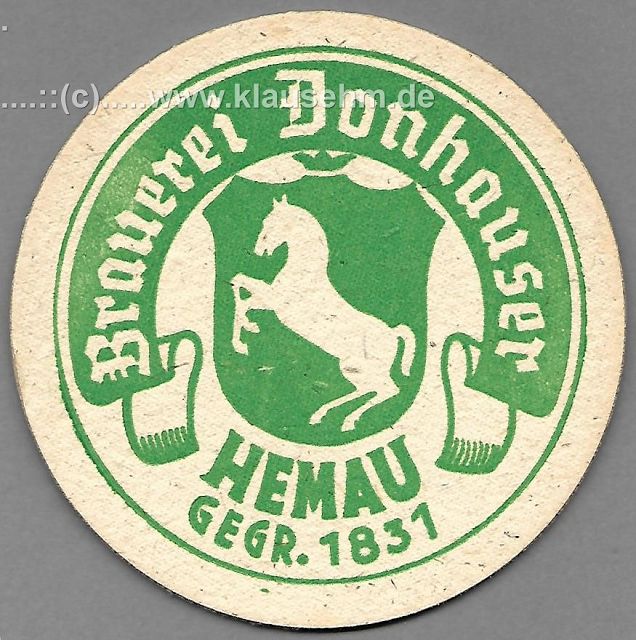 .....::(c).....www.klausehm.de
Brauerei Donhauser
HEMAU
GEGR. 1831